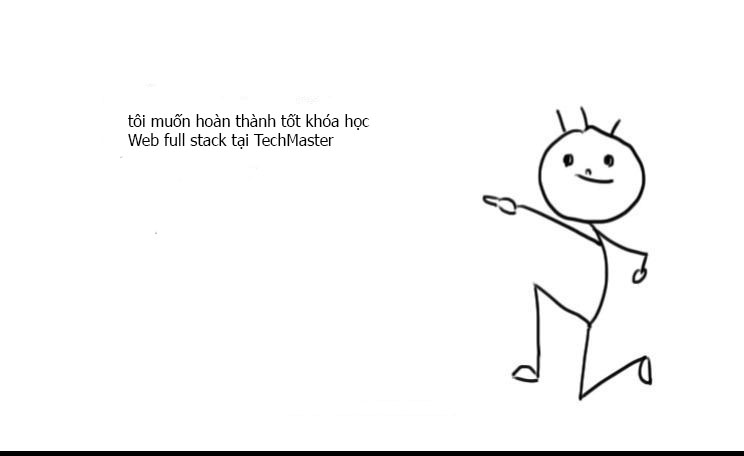 tôi muốn hoàn thành tốt khóa học
Web full stack tại TechMaster